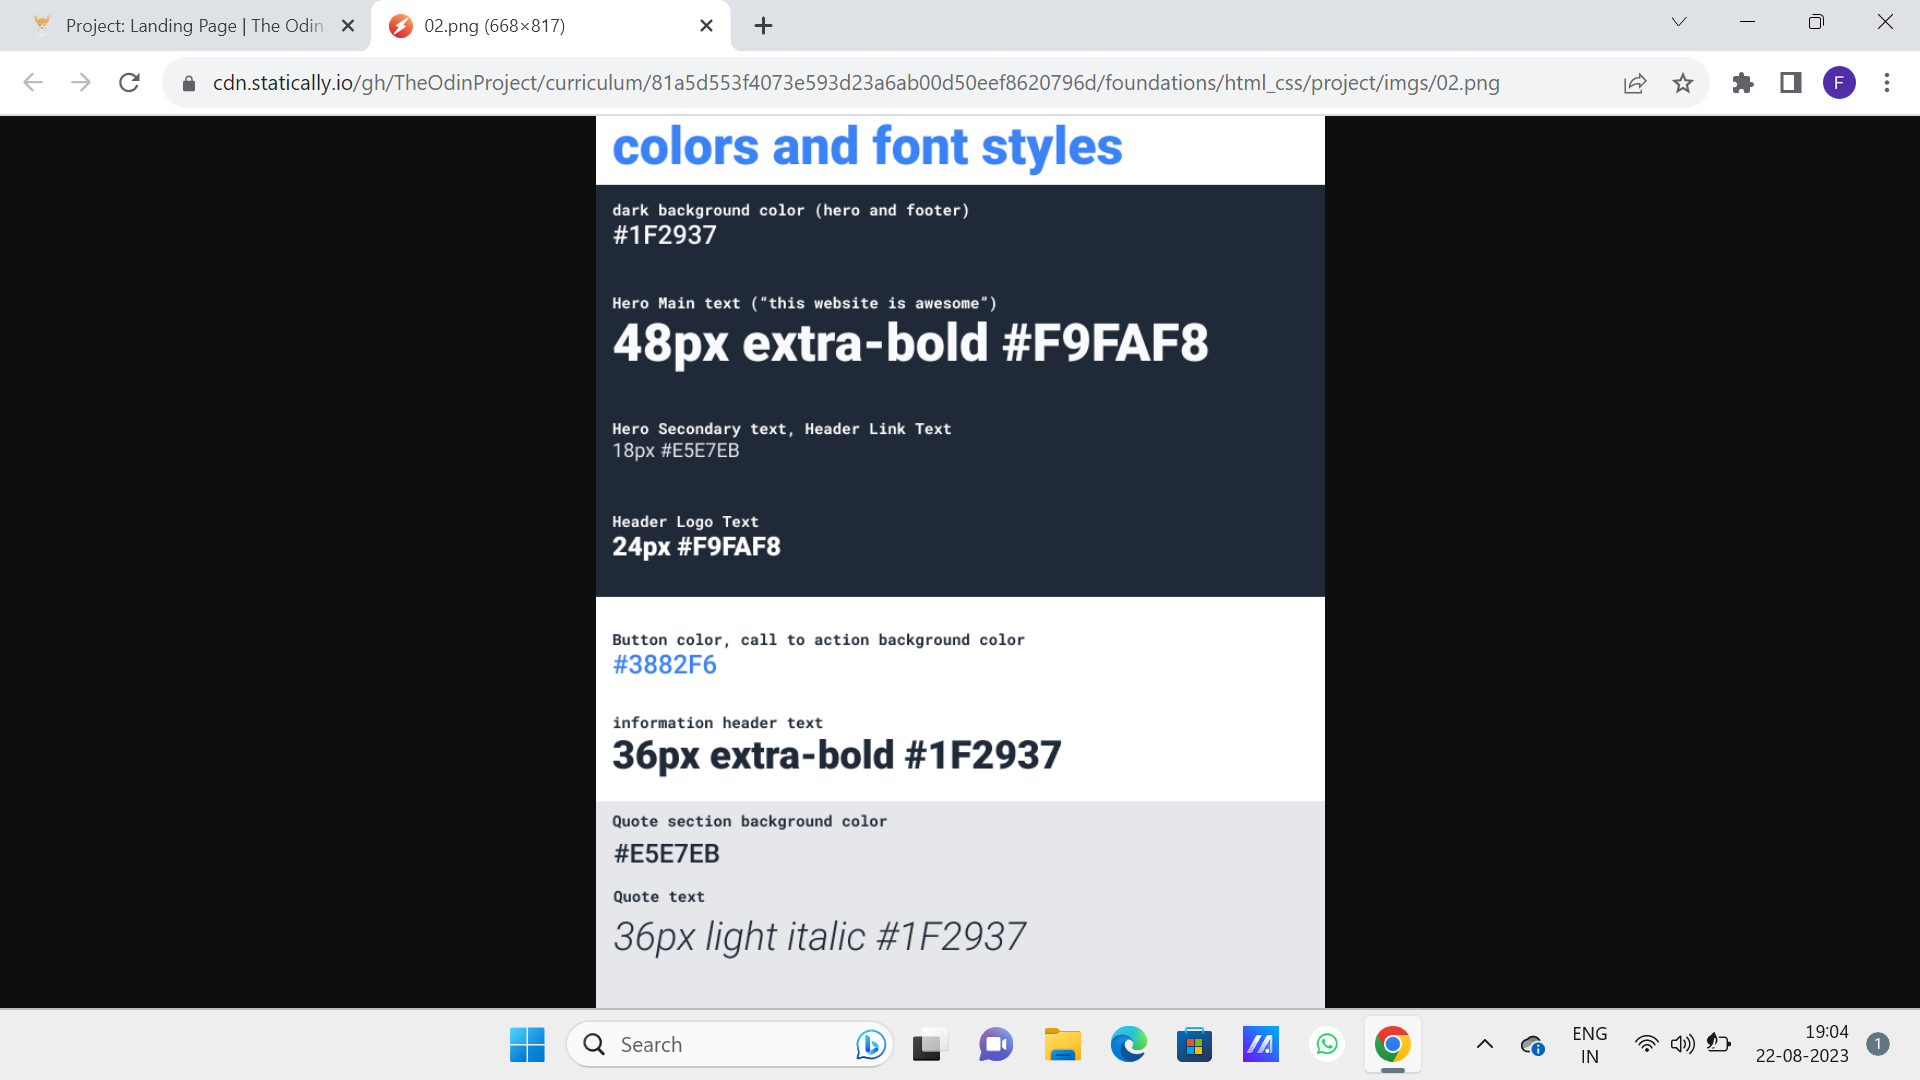 Project: Landing Page | The Odin
02.png (668×817)
cdn.statically.io/gh/TheOdinProject/curriculum/81a5d553f4073e593d23a6ab00d50eef8620796d/foundations/html_css/project/imgs/02.png
F
colors and font styles
dark background color (hero and footer)
#1F2937
Hero Main text (“this website is awesome”)
48px extra-bold #F9FAF8
Hero Secondary text, Header Link Text
18px #E5E7EB
Header Logo Text
24px #F9FAF8
Button color, call to action background color
#3882F6
information header text
36px extra-bold #1F2937
Quote section background color
#E5E7EB
Quote text
36px light italic #1F2937
Search
ENG
IN
19:04
22-08-2023
1